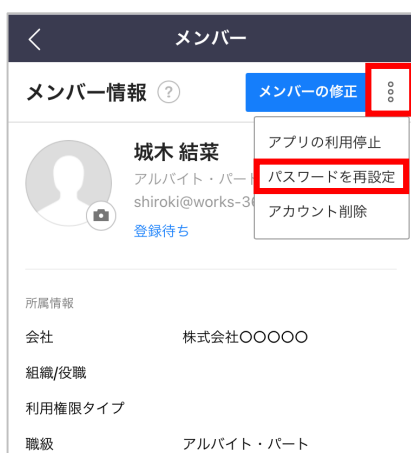 メンバー
メンバー情報 ?
メンバーの修正
アプリの利用停止
パスワードを再設定
アカウント削除
城木 結菜
アルバイト・パー
shiroki@works-3
登録待ち
所属情報
会社 株式会社〇〇〇〇〇
組織/役職
利用権限タイプ
職級 アルバイト・パート